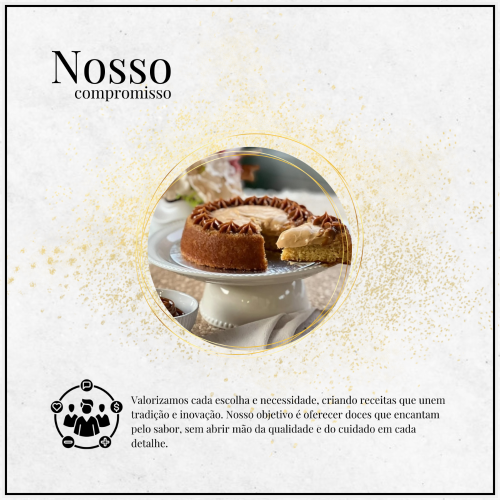 Nosso
compromisso
Valorizamos cada escolha e necessidade, criando receitas que unem
tradição e inovação. Nosso objetivo é oferecer doces que encantam
pelo sabor, sem abrir mão da qualidade e do cuidado em cada
detalhe.